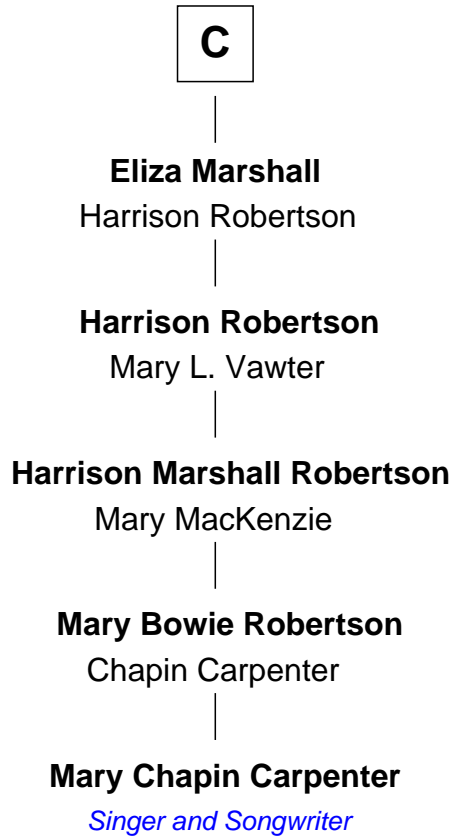 C
Eliza Marshall
Harrison Robertson
Harrison Robertson
Mary L. Vawter
Harrison Marshall Robertson
Mary MacKenzie
Mary Bowie Robertson
Chapin Carpenter
Mary Chapin Carpenter
Singer and Songwriter